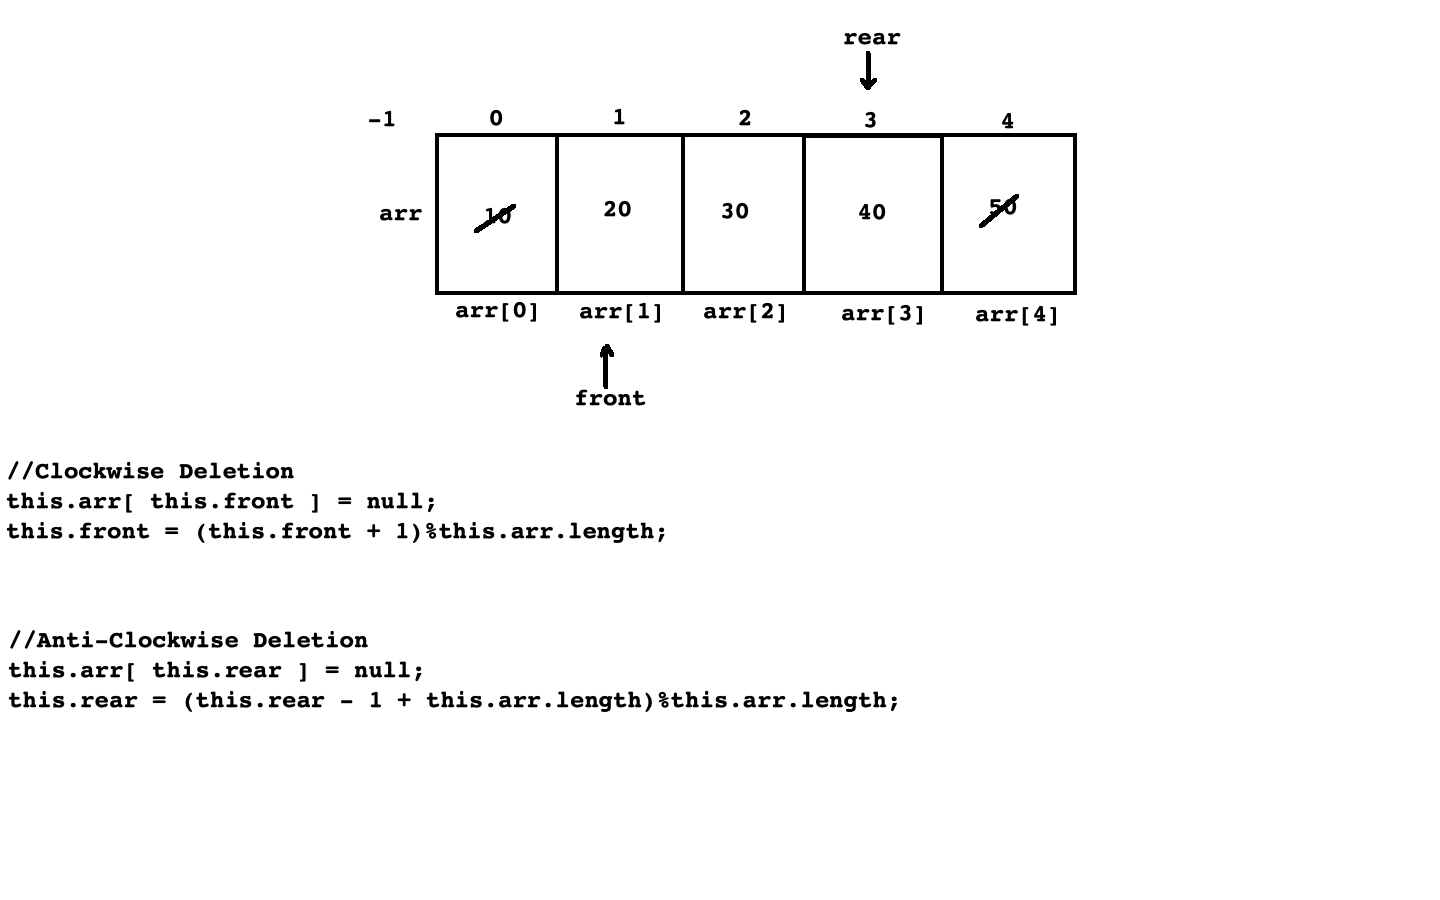 rear
-1 0 1 2 3 4
arr 10 20 30 40 50
arr[0] arr[1] arr[2] arr[3] arr[4]
front
//Clockwise Deletion
this.arr[ this.front ] = null;
this.front = (this.front + 1)%this.arr.length;
//Anti-Clockwise Deletion
this.arr[ this.rear ] = null;
this.rear = (this.rear - 1 + this.arr.length)%this.arr.length;